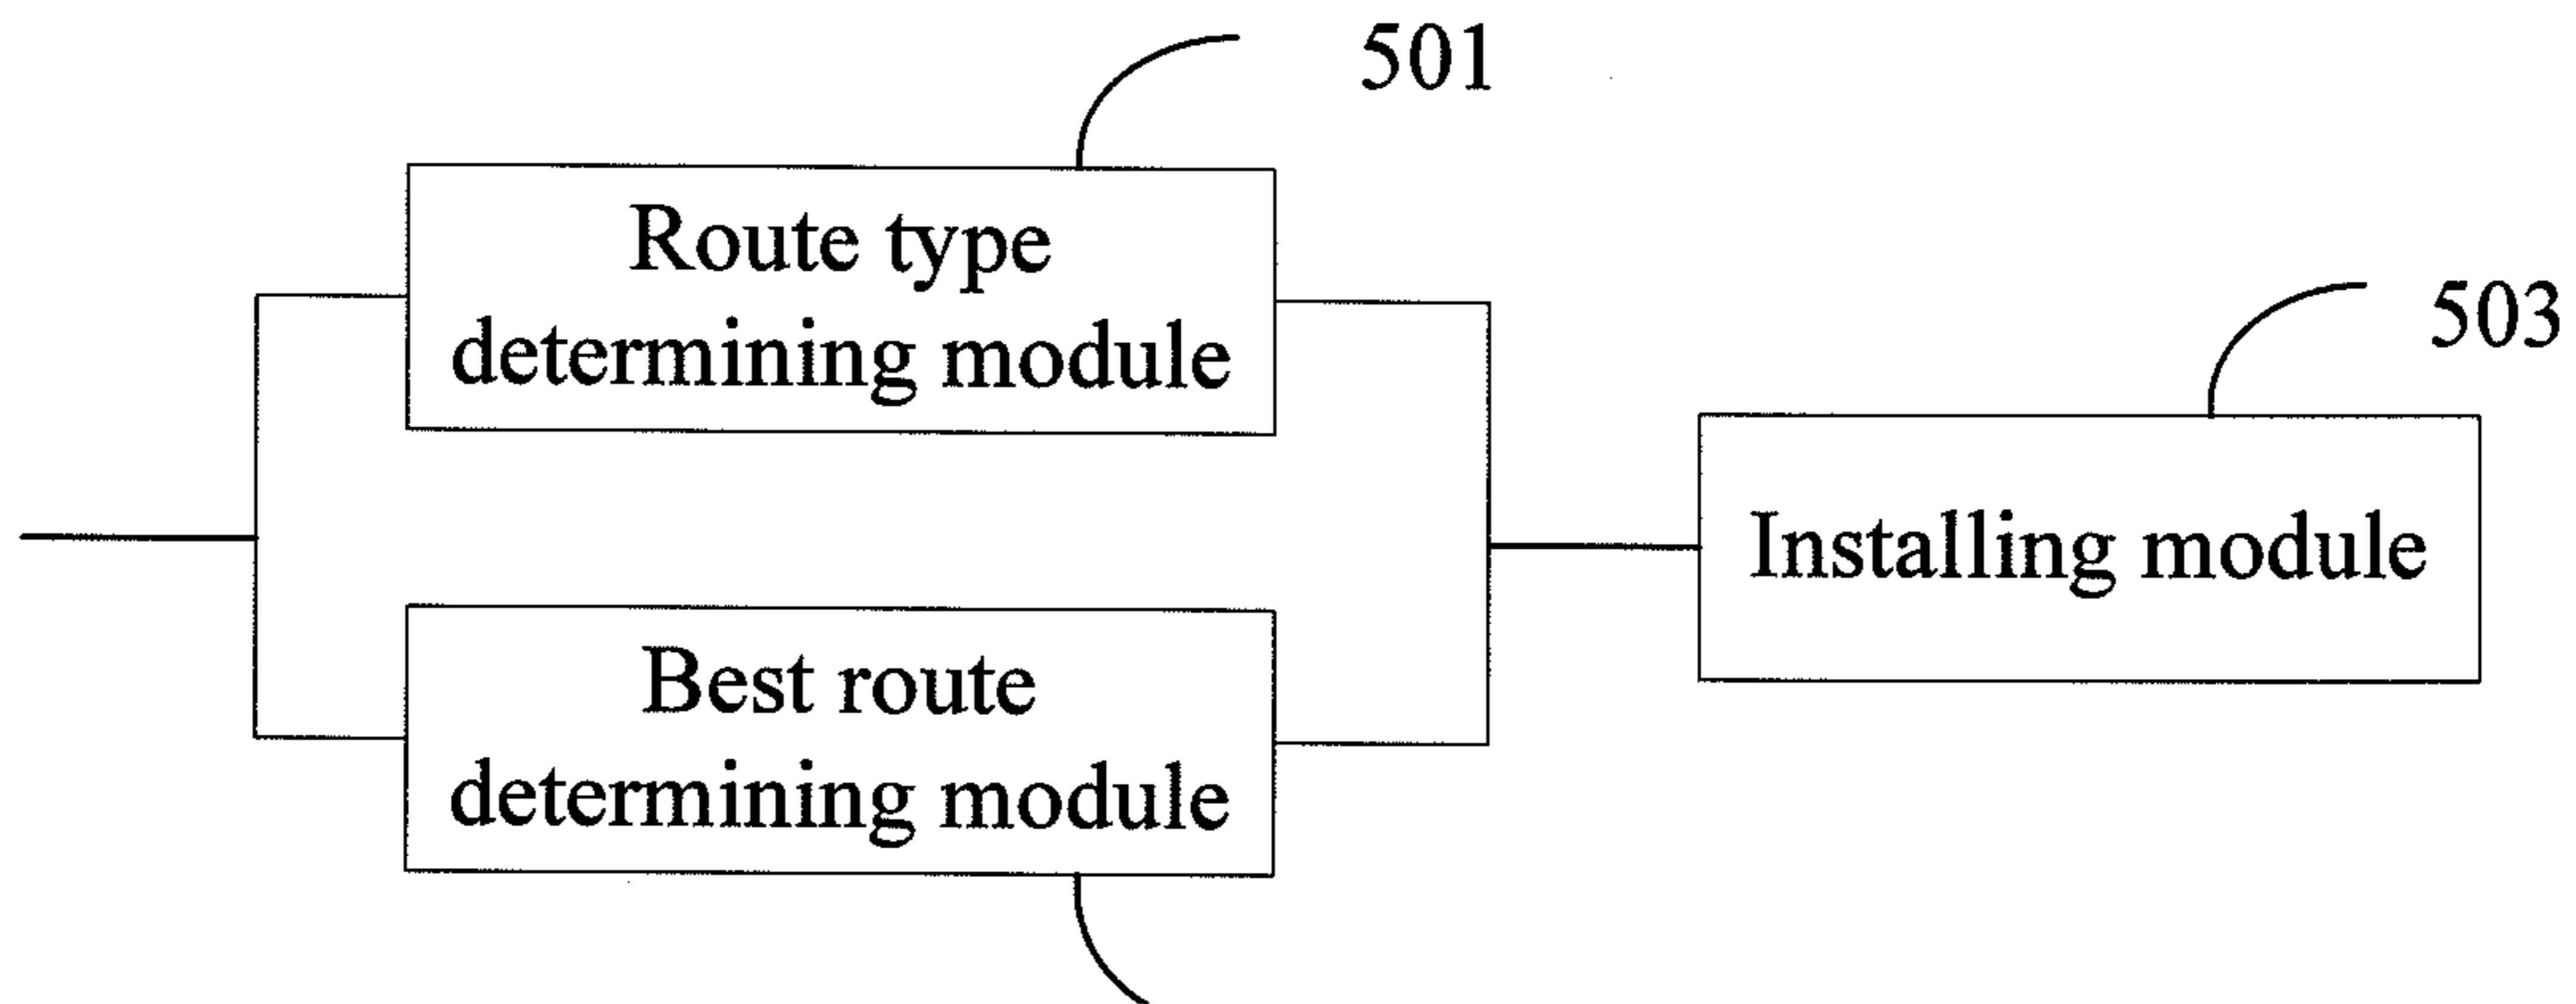 501
Route type
determining module
503
Installing module
Best route
determining module